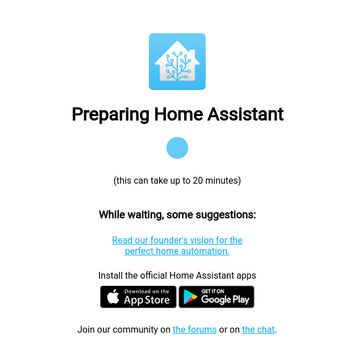 Preparing Home Assistant
(this can take up to 20 minutes)
While waiting, some suggestions:
Read our founder's vision for the
perfect home automation.
Install the official Home Assistant apps
Download on the
App Store
GET IT ON
Google Play
Join our community on the forums or on the chat.